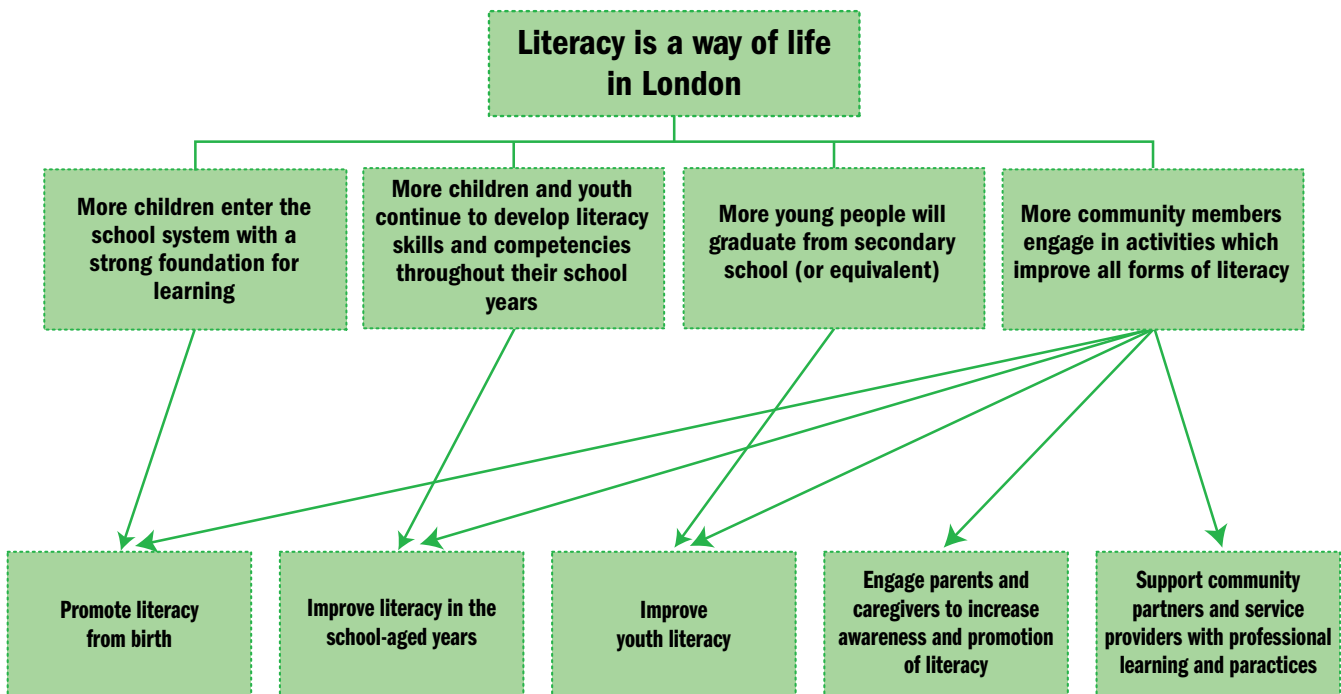 Literacy is a way of life
in London
More children enter the
school system with a
strong foundation for
learning
More children and youth
continue to develop literacy
skills and competencies
throughout their school
years
More young people will
graduate from secondary
school (or equivalent)
More community members
engage in activities which
improve all forms of literacy
Promote literacy
from birth
Improve literacy in the
school-aged years
Improve
youth literacy
Engage parents and
caregivers to increase
awareness and promotion
of literacy
Support community
partners and service
providers with professional
learning and paractices